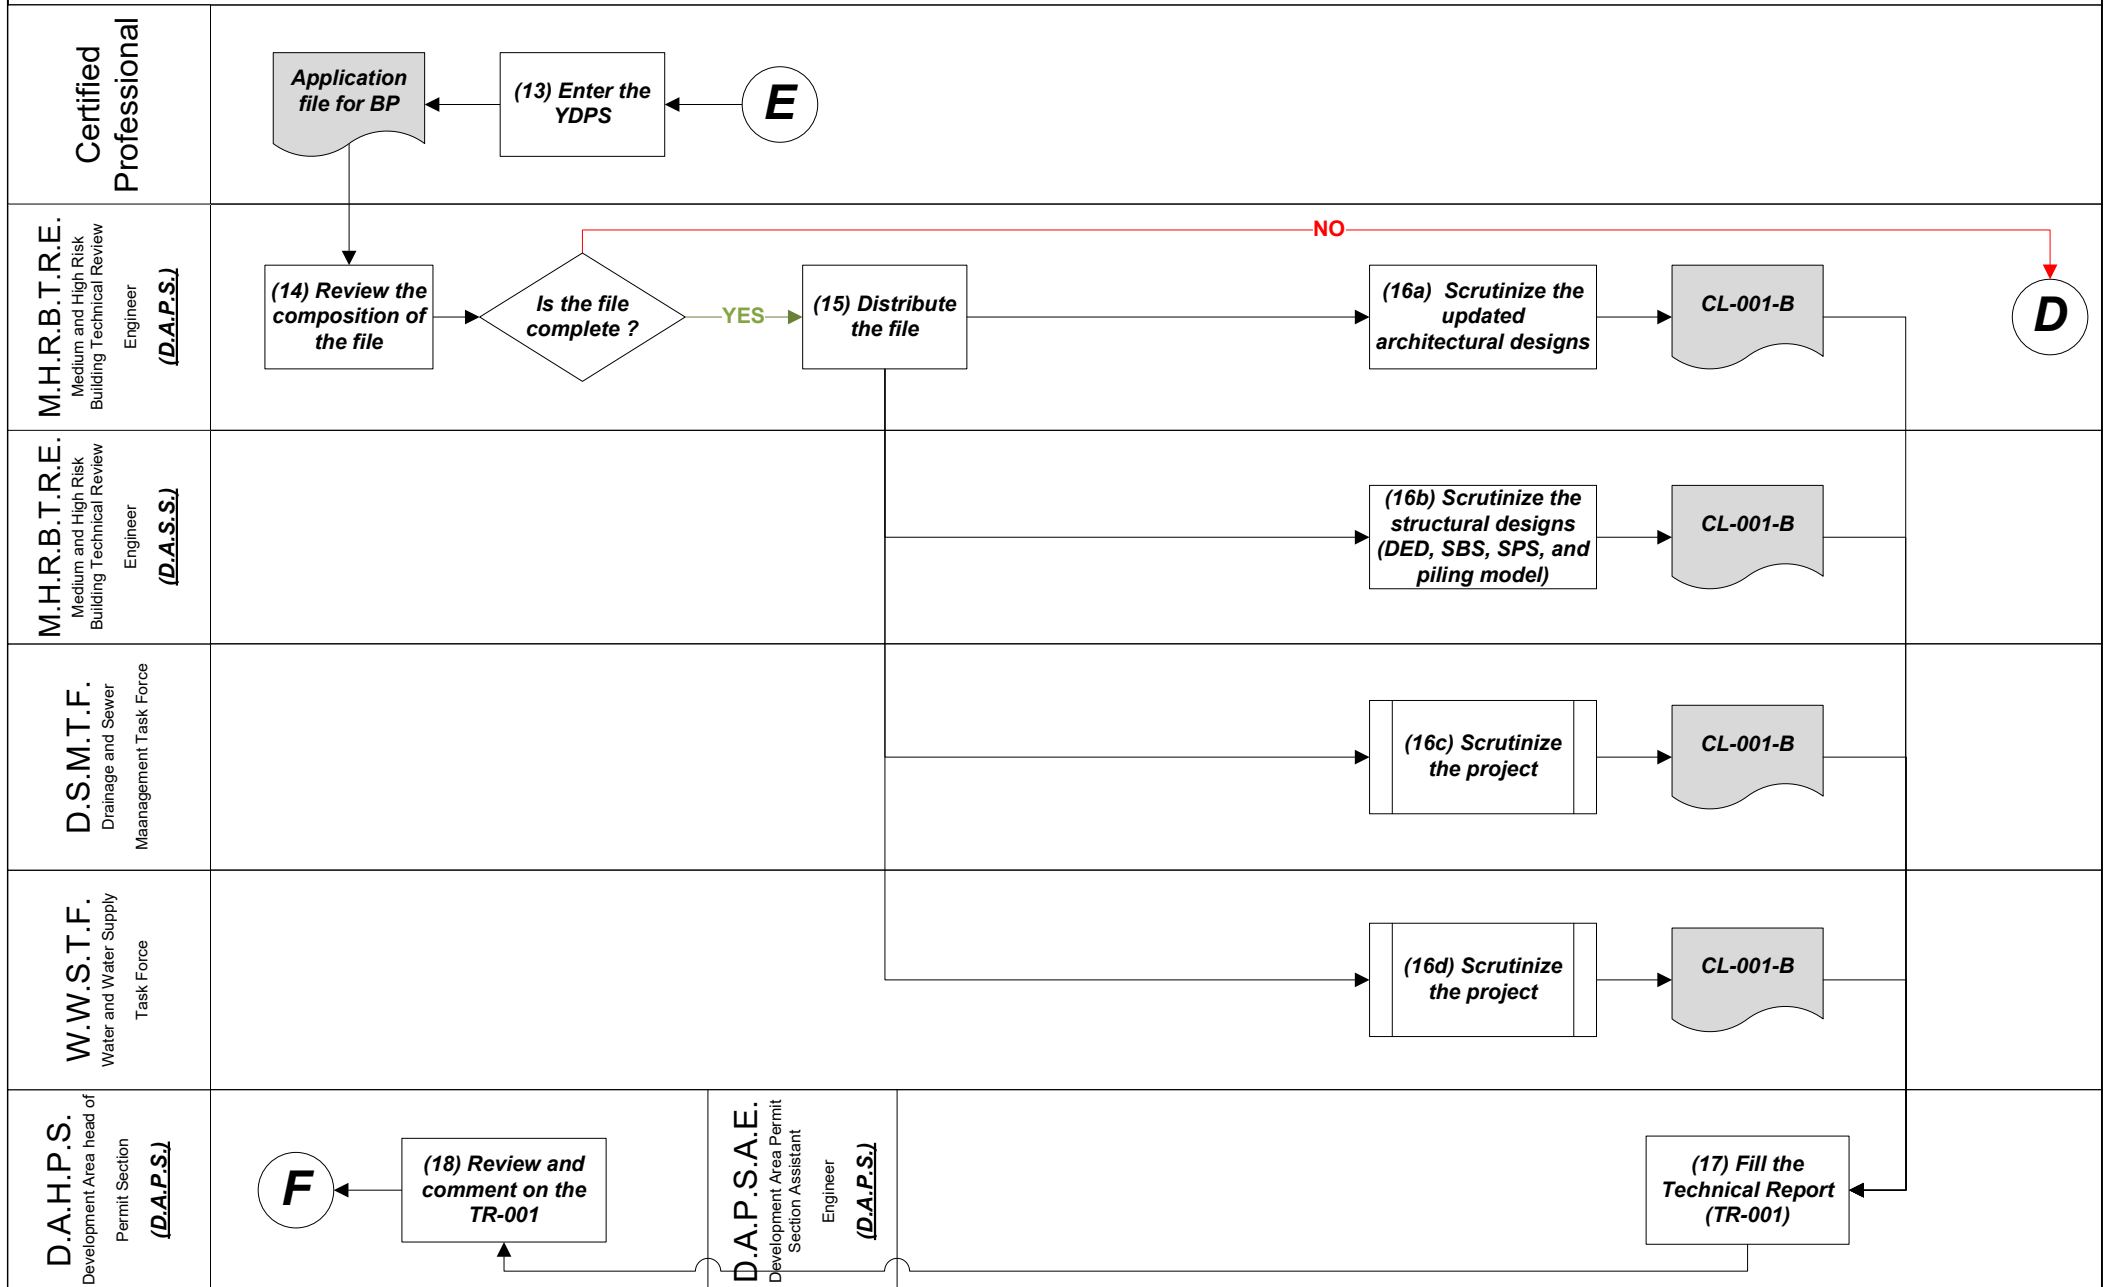 Certified
Professional
Application
file for BP
(13) Enter the
YDPS
E
M.H.R.B.T.R.E.
Medium and High Risk
Building Technical Review
Engineer
(D.A.P.S.)
(14) Review the
composition of
the file
Is the file
complete ?
YES
(15) Distribute
the file
NO
(16a) Scrutinize the
updated
architectural designs
CL-001-B
D
M.H.R.B.T.R.E.
Medium and High Risk
Building Technical Review
Engineer
(D.A.S.S.)
(16b) Scrutinize the
structural designs
(DED, SBS, SPS, and
piling model)
CL-001-B
D.S.M.T.F.
Drainage and Sewer
Maanagement Task Force
(16c) Scrutinize
the project
CL-001-B
W.W.S.T.F.
Water and Water Supply
Task Force
(16d) Scrutinize
the project
CL-001-B
D.A.H.P.S.
Development Area head of
Permit Section
(D.A.P.S.)
F
(18) Review and
comment on the
TR-001
D.A.P.S.A.E.
Development Area Permit
Section Assistant
Engineer
(D.A.P.S.)
(17) Fill the
Technical Report
(TR-001)